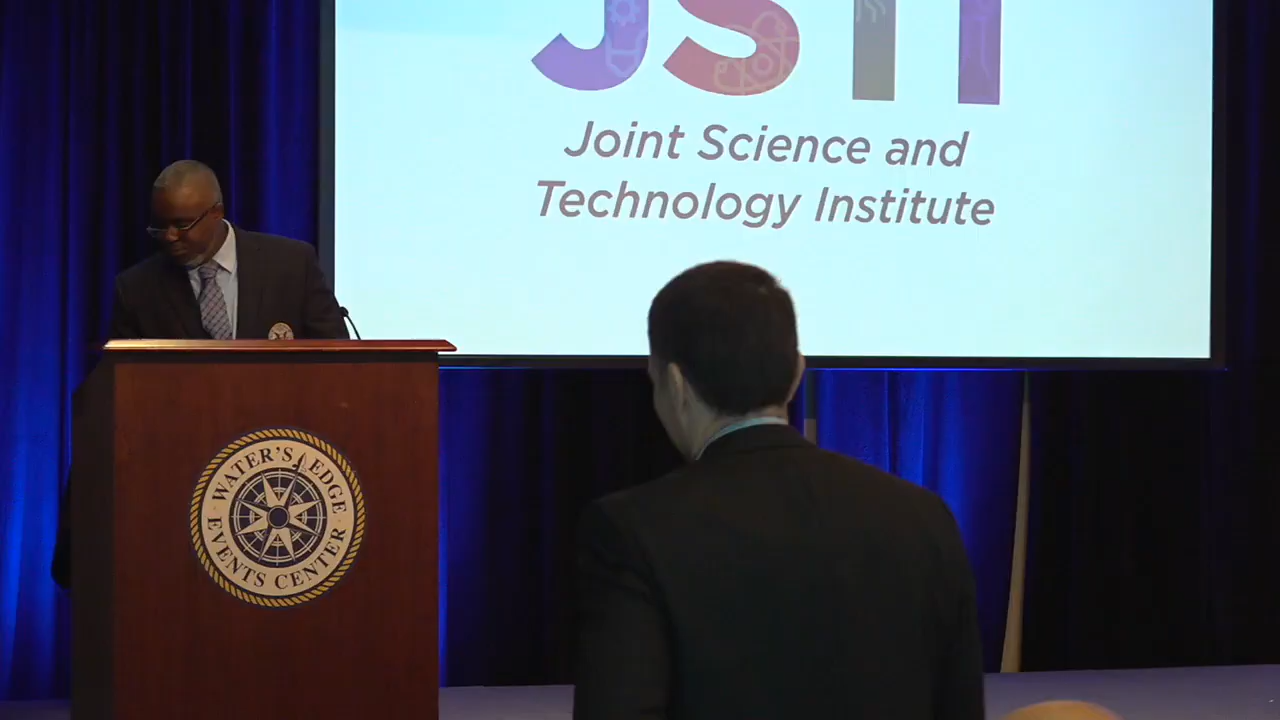 JSTI
Joint Science and
Technology Institute
WATER'S EDGE
EVENTS CENTER